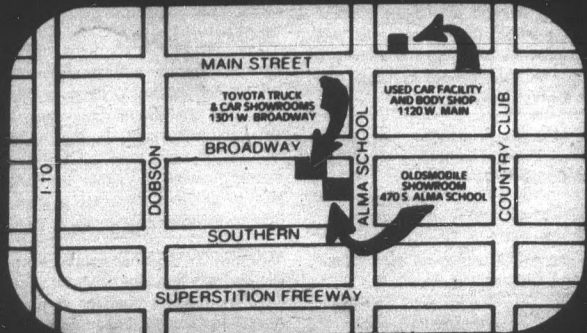 MAIN STREET
TOYOTA TRUCK
& CAR SHOWROOMS
1301 W. BROADWAY
USED CAR FACILITY
AND BODY SHOP
1120 W. MAIN
BROADWAY
I-10
DOBSON
ALMA SCHOOL
COUNTRY CLUB
OLDSMOBILE
SHOWROOM
470 S. ALMA SCHOOL
SOUTHERN
SUPERSTITION FREEWAY